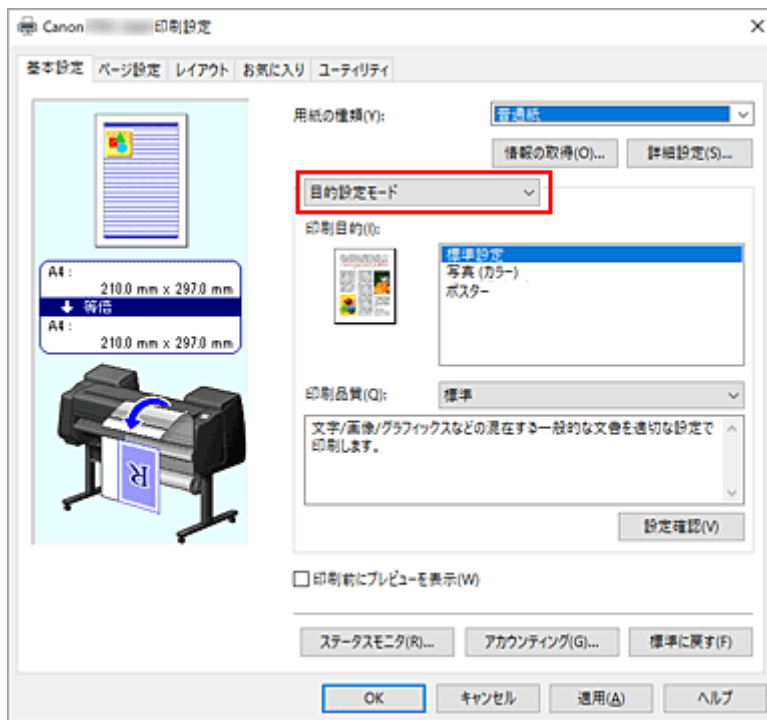 Canon 印刷設定
基本設定 ページ設定 レイアウト お気に入り ユーティリティ
用紙の種類(Y): 普通紙
情報の取得(O)... 詳細設定(S)...
目的設定モード
印刷目的(I):
標準設定
写真 (カラー)
ポスター
A4 :
210.0 mm x 297.0 mm
等倍
A4 :
210.0 mm x 297.0 mm
R
印刷品質(Q): 標準
文字/画像/グラフィックスなどの混在する一般的な文書を適切な設定で
印刷します。
設定確認(V)
印刷前にプレビューを表示(W)
ステータスモニタ(R)... アカウンティング(G)... 標準に戻す(F)
OK キャンセル 適用(A) ヘルプ